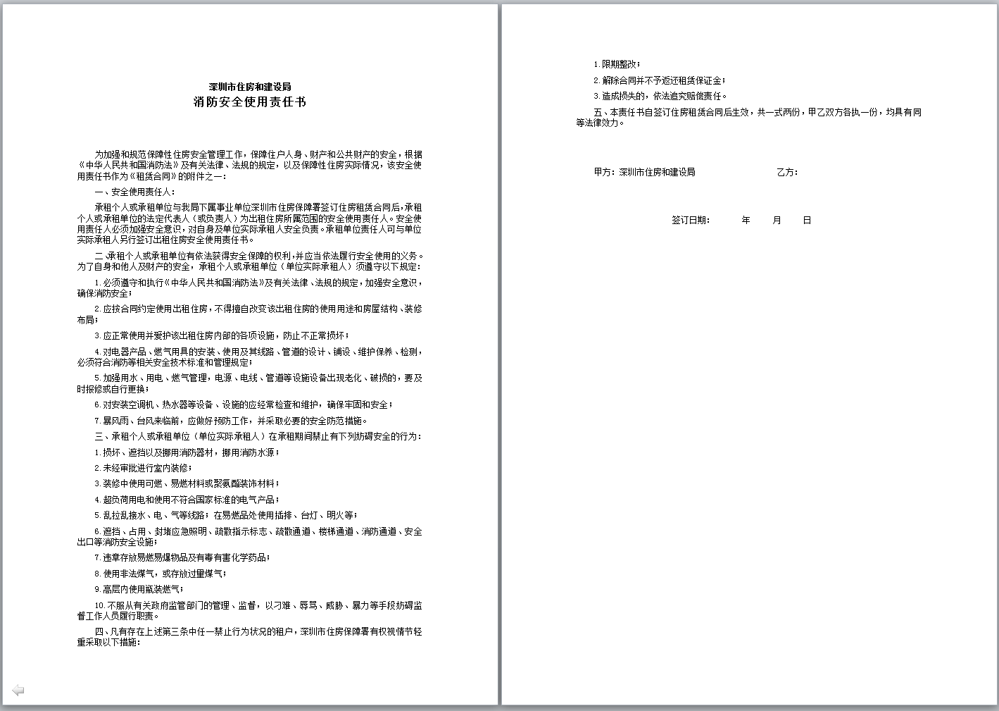 深圳市住房和建设局
消防安全使用责任书
为加强和规范保障性住房安全管理工作，保障住户人身、财产和公共财产的安全，根据
《中华人民共和国消防法》及有关法律、法规的规定，以及保障性住房实际情况，该安全使
用责任书作为《租赁合同》的附件之一：
一、安全使用责任人：
承租个人或承租单位与我局下属事业单位深圳市住房保障署签订住房租赁合同后，承租
个人或承租单位的法定代表人（或负责人）为出租住房所属范围的安全使用责任人。安全使
用责任人必须加强安全意识，对自身及单位实际承租人安全负责。承租单位责任人可与单位
实际承租人另行签订出租住房安全使用责任书。
二、承租个人或承租单位有依法获得安全保障的权利，并应当依法履行安全使用的义务。
为了自身和他人及财产的安全，承租个人或承租单位（单位实际承租人）须遵守以下规定：
1.必须遵守和执行《中华人民共和国消防法》及有关法律、法规的规定，加强安全意识，
确保消防安全；
2.应按合同约定使用出租住房，不得擅自改变该出租住房的使用用途和房屋结构、装修
布局；
3.应正常使用并爱护该出租住房内部的各项设施，防止不正常损坏；
4.对电器产品、燃气用具的安装、使用及其线路、管道的设计、铺设、维护保养、检测，
必须符合消防等相关安全技术标准和管理规定；
5.加强用水、用电、燃气管理，电源、电线、管道等设施设备出现老化、破损的，要及
时报修或自行更换；
6.对安装空调机、热水器等设备、设施的应经常检查和维护，确保牢固和安全；
7.暴风雨、台风来临前，应做好预防工作，并采取必要的安全防范措施。
三、承租个人或承租单位（单位实际承租人）在承租期间禁止有下列妨碍安全的行为：
1.损坏、遮挡以及挪用消防器材，挪用消防水源；
2.未经审批进行室内装修；
3.装修中使用可燃、易燃材料或聚氨酯装饰材料；
4.超负荷用电和使用不符合国家标准的电气产品；
5.乱拉乱接水、电、气等线路；在易燃品处使用插排、台灯、明火等；
6.遮挡、占用、封堵应急照明、疏散指示标志、疏散通道、楼梯通道、消防通道、安全
出口等消防安全设施；
7.违章存放易燃易爆物品及有毒有害化学药品；
8.使用非法煤气，或存放过量煤气；
9.高层内使用瓶装燃气；
10.不服从有关政府监管部门的管理、监督，以刁难、辱骂、威胁、暴力等手段妨碍监
督工作人员履行职责。
四、凡有存在上述第三条中任一禁止行为状况的租户，深圳市住房保障署有权视情节轻
重采取以下措施：
1.限期整改；
2.解除合同并不予返还租赁保证金；
3.造成损失的，依法追究赔偿责任。
五、本责任书自签订住房租赁合同后生效，共一式两份，甲乙双方各执一份，均具有同
等法律效力。
甲方：深圳市住房和建设局 乙方：
签订日期： 年 月 日